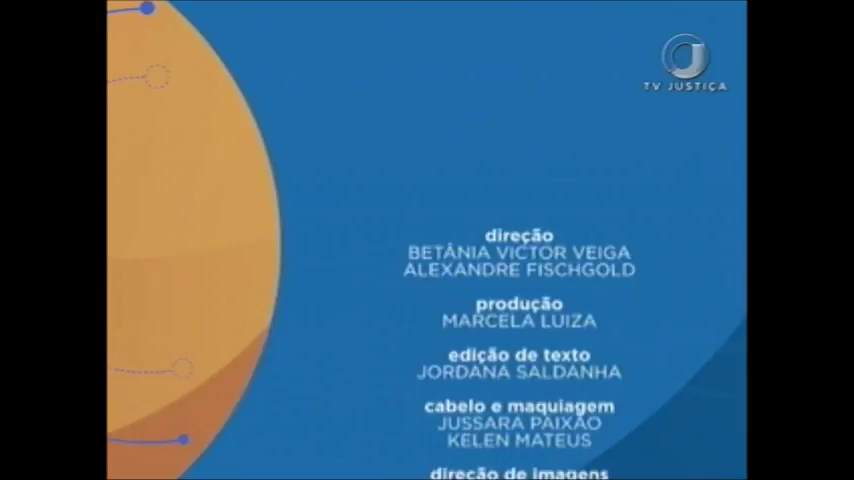 TV JUSTIÇA
direção
BETÂNIA VICTOR VEIGA
ALEXANDRE FISCHGOLD
produção
MARCELA LUIZA
edição de texto
JORDANA SALDANHA
cabelo e maquiagem
JUSSARA PAIXÃO
KELEN MATEUS
direção de imagens